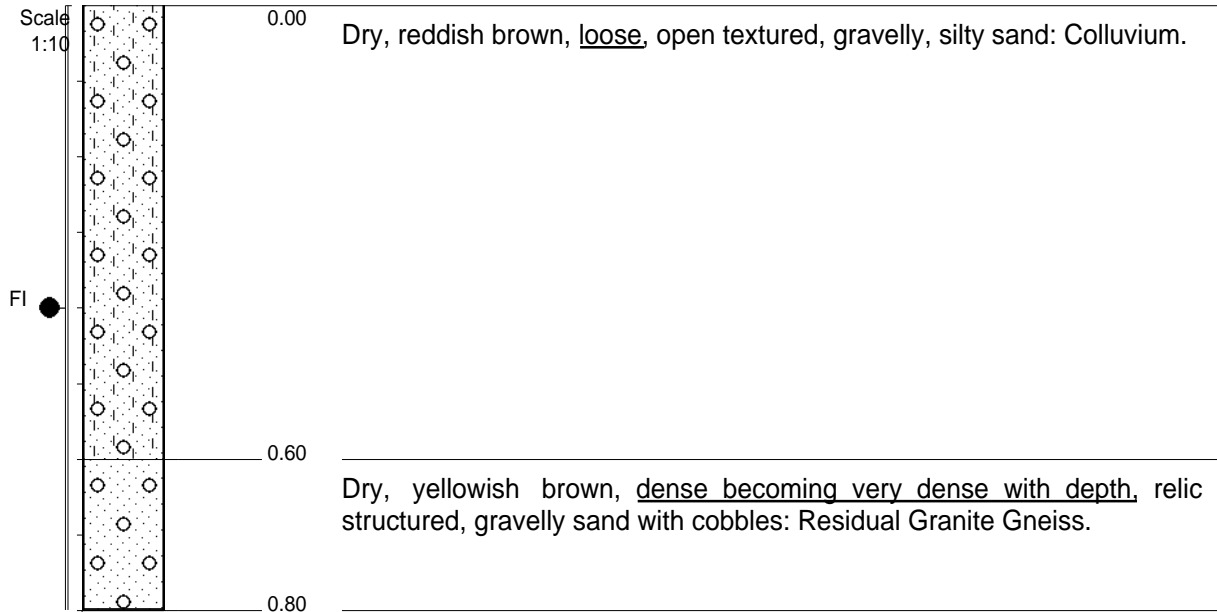 Scale
1:10
0.00
Dry, reddish brown, loose, open textured, gravelly, silty sand: Colluvium.
FI
0.60
Dry, yellowish brown, dense becoming very dense with depth, relic
structured, gravelly sand with cobbles: Residual Granite Gneiss.
0.80